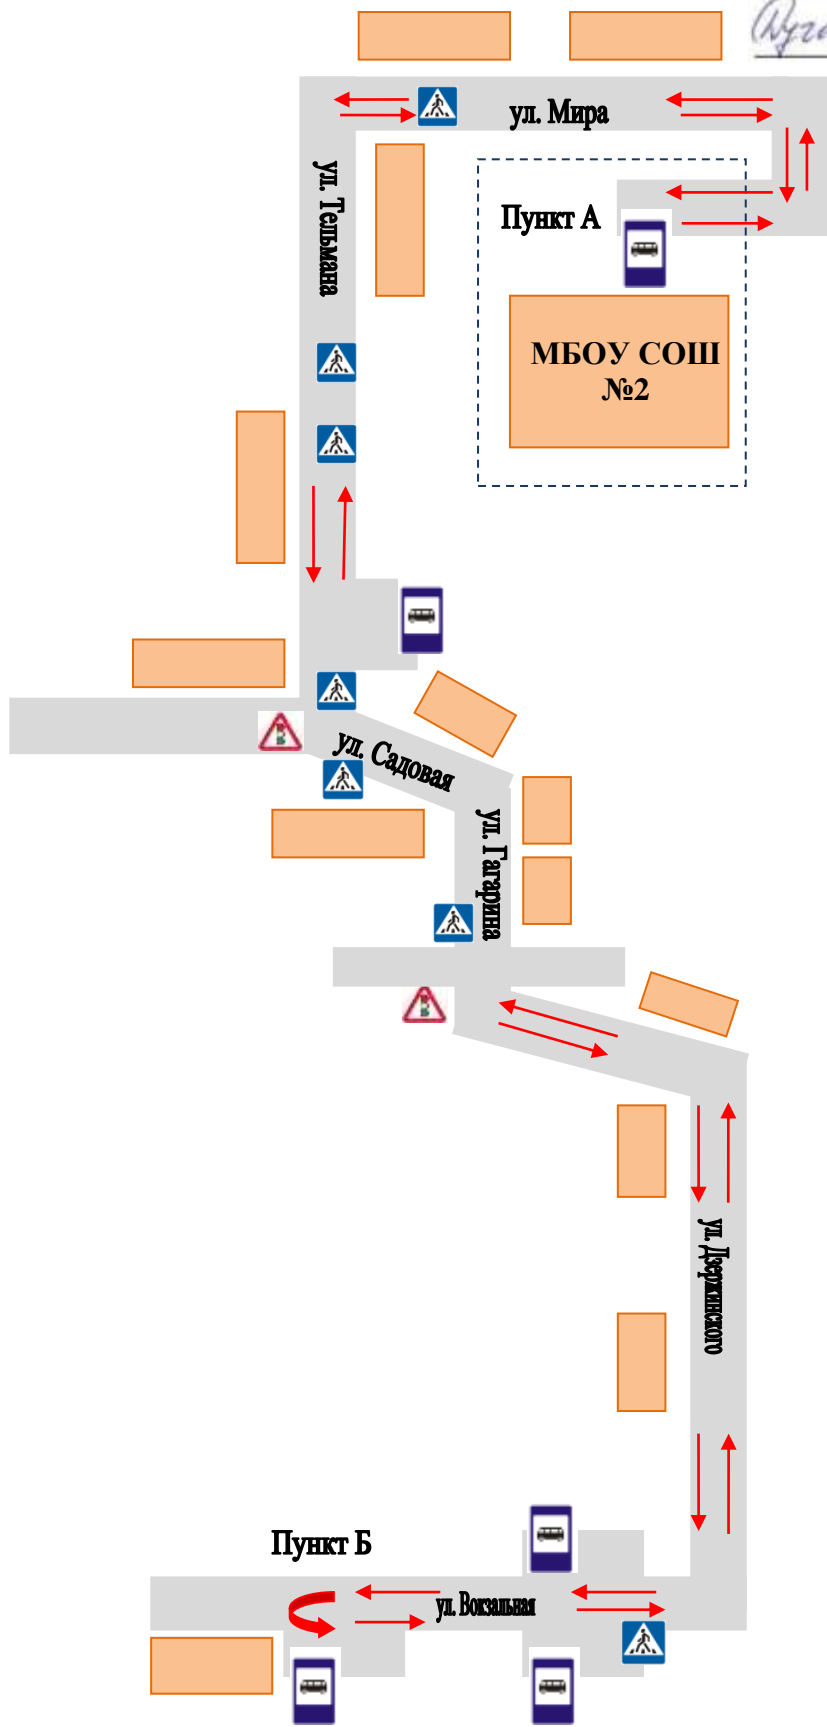 ул. Мира
ул. Тельмана
Пункт А
МБОУ СОШ
№2
ул. Садовая
ул. Гагарина
ул. Дзержинского
Пункт Б
ул. Вокзальная